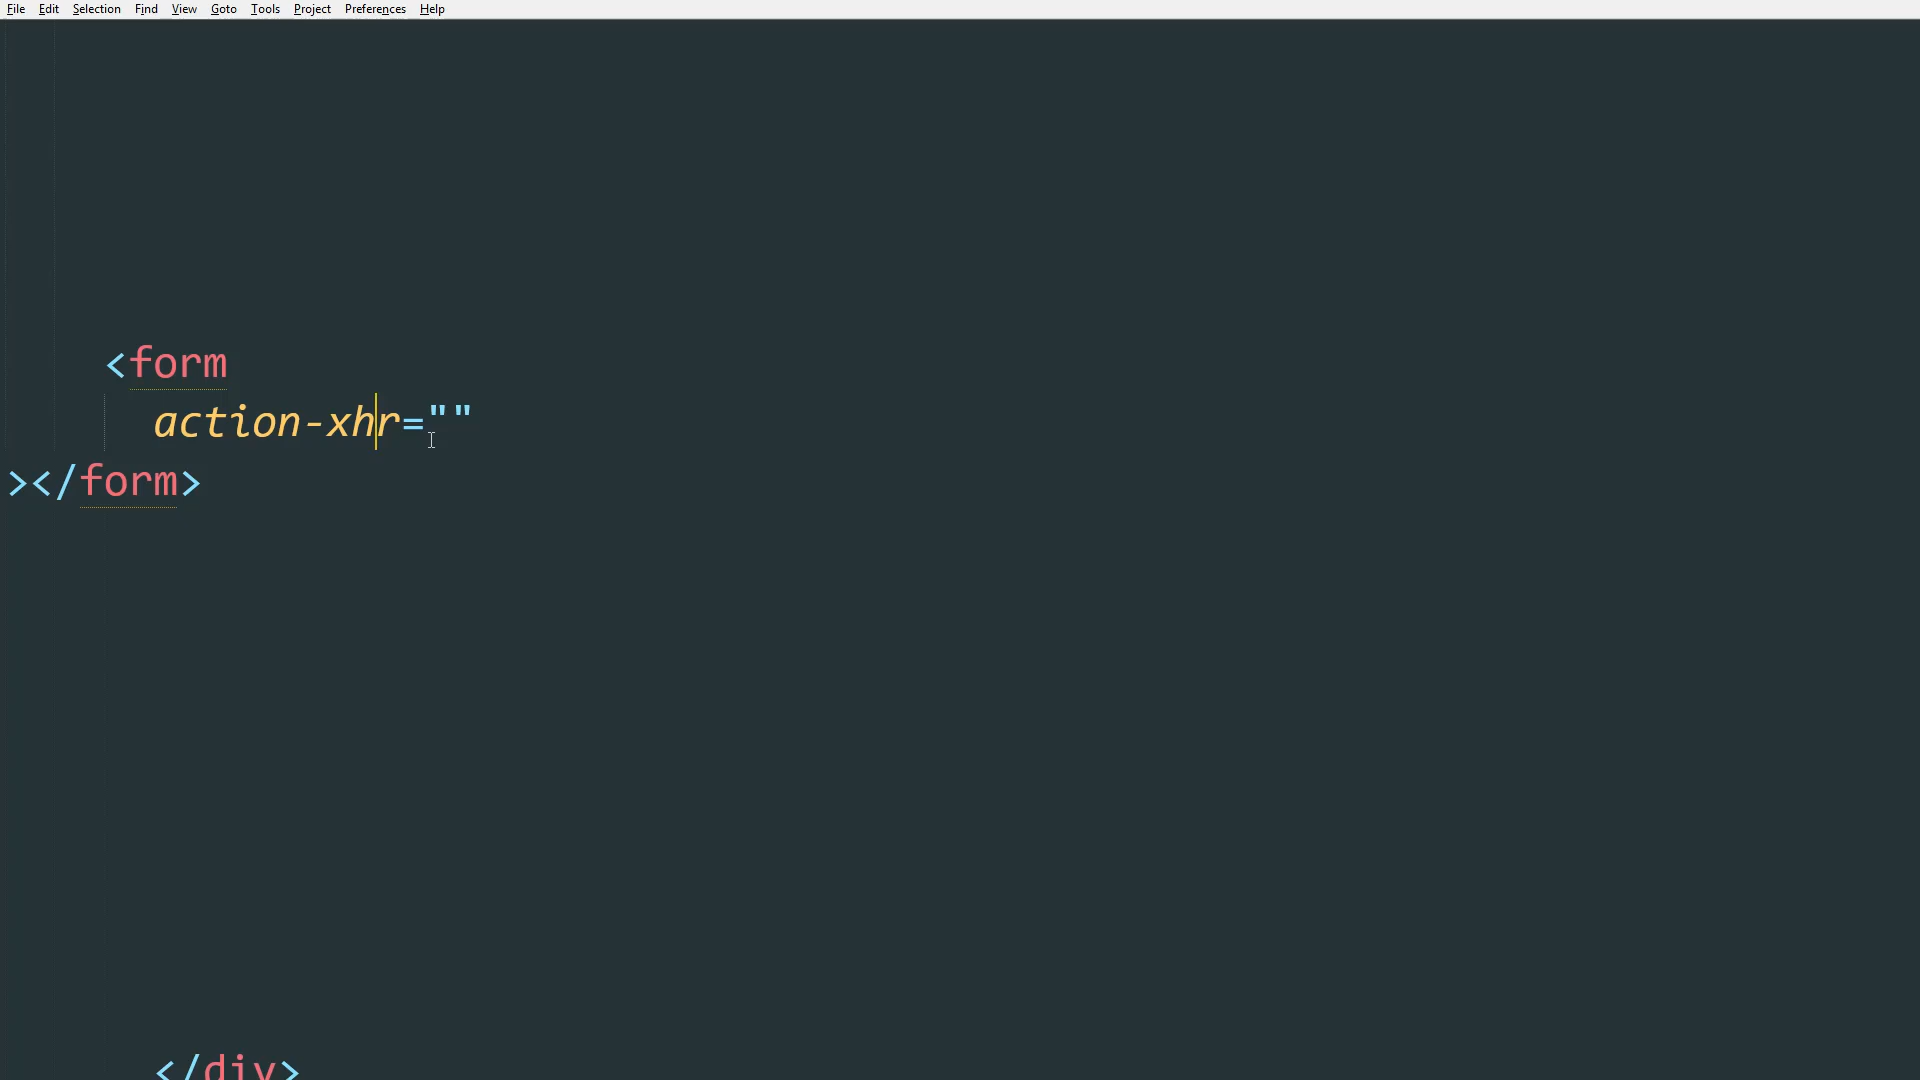 File Edit Selection Find View Goto Tools Project Preferences Help
<form
action-xhr=""
></form>
</div>